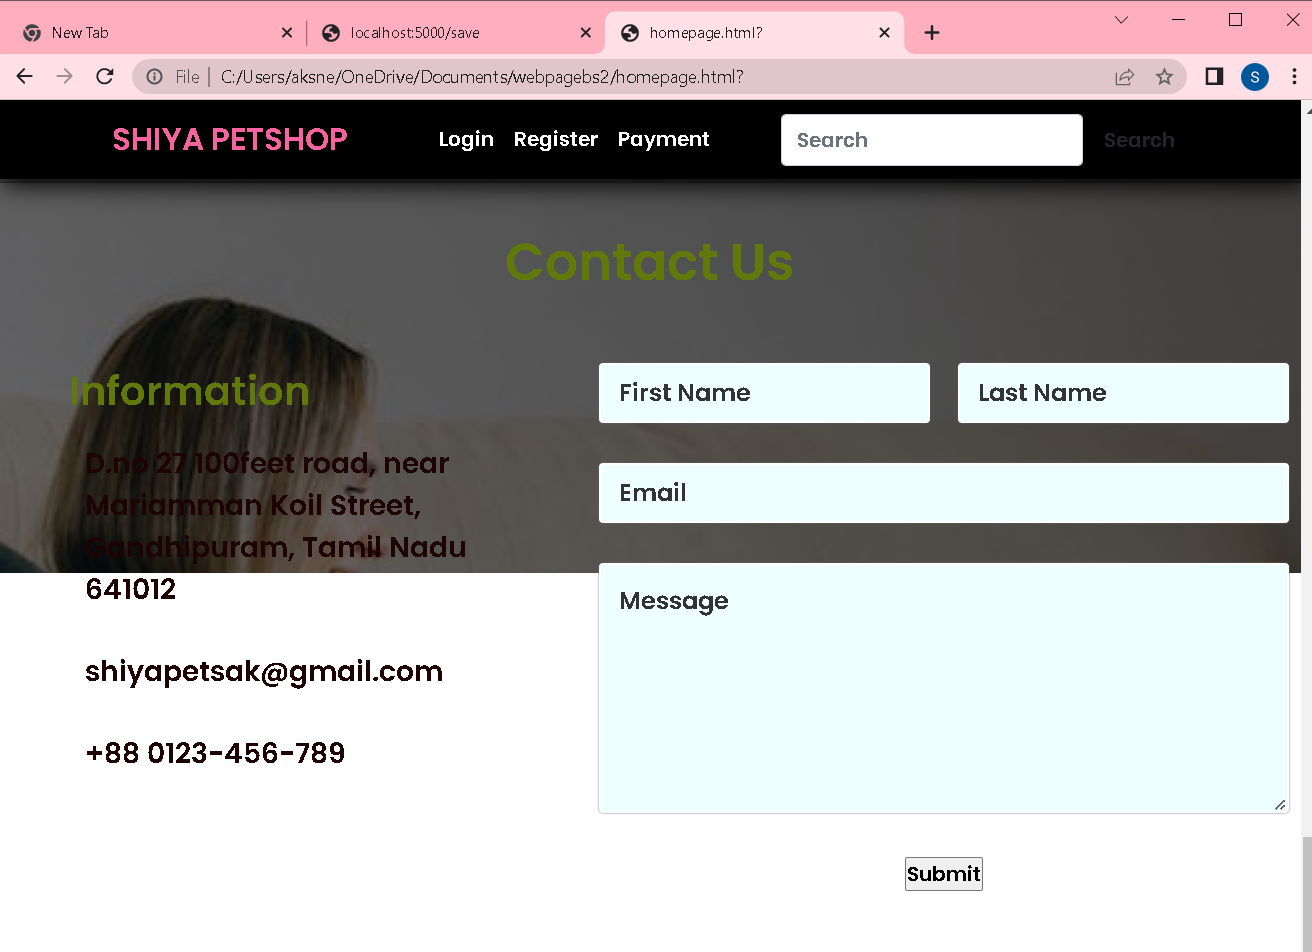 New Tab
localhost:5000/save
homepage.html?
File
C:/Users/aksne/OneDrive/Documents/webpagebs2/homepage.html?
S
SHIYA PETSHOP
Login
Register
Payment
Search
Search
Contact Us
Information
D.no 27 100feet road, near
Mariamman Koil Street,
Gandhipuram, Tamil Nadu
641012
shiyapetsak@gmail.com
+88 0123-456-789
First Name
Last Name
Email
Message
Submit